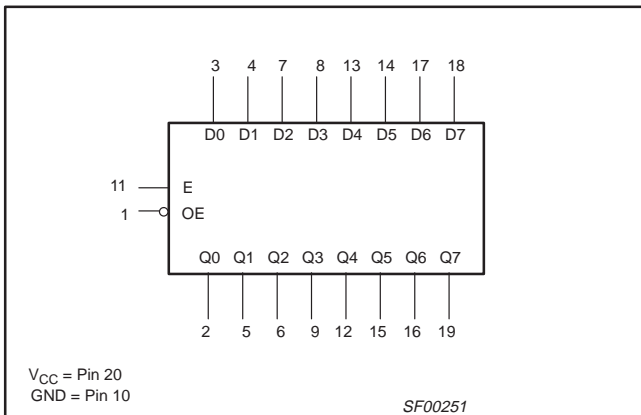 3 4 7 8 13 14 17 18
D0 D1 D2 D3 D4 D5 D6 D7
11 E
1 OE
Q0 Q1 Q2 Q3 Q4 Q5 Q6 Q7
2 5 6 9 12 15 16 19
VCC = Pin 20
GND = Pin 10
SF00251